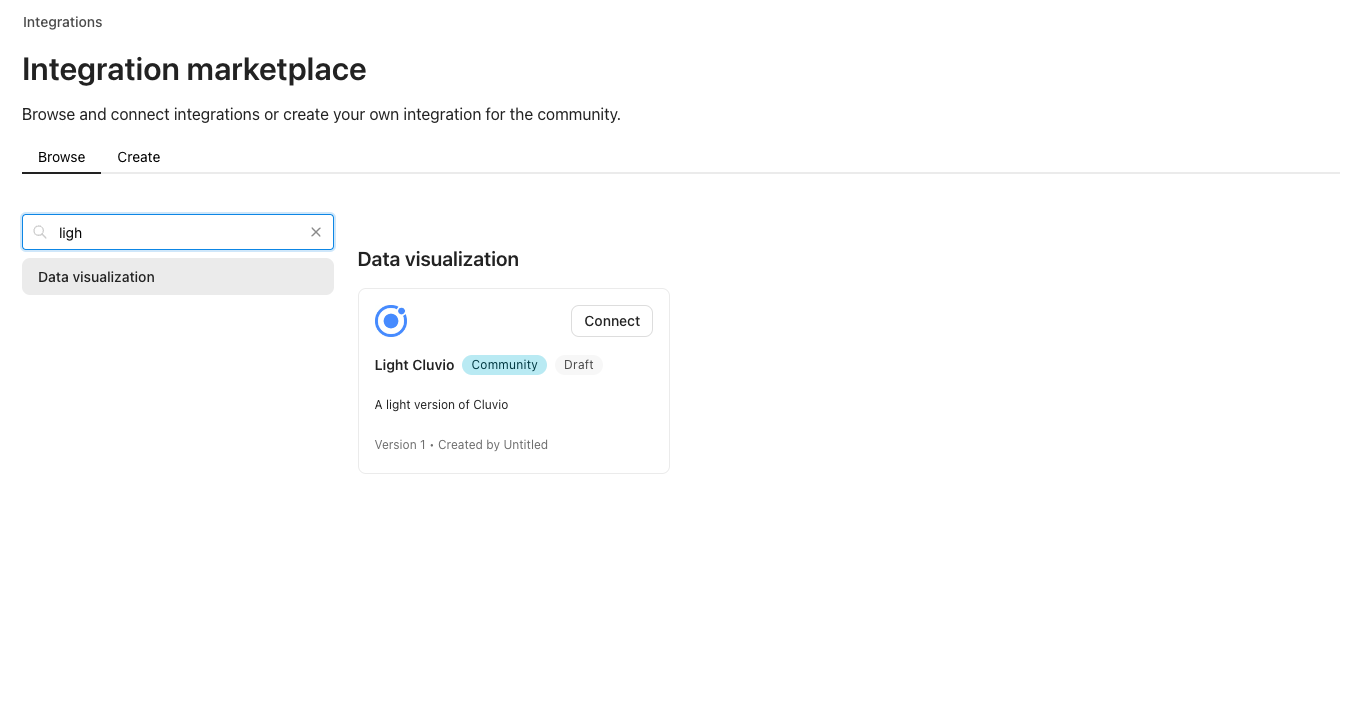 Integrations
Integration marketplace
Browse and connect integrations or create your own integration for the community.
Browse Create
ligh
Data visualization
Data visualization
Connect
Light Cluvio Community Draft
A light version of Cluvio
Version 1 • Created by Untitled